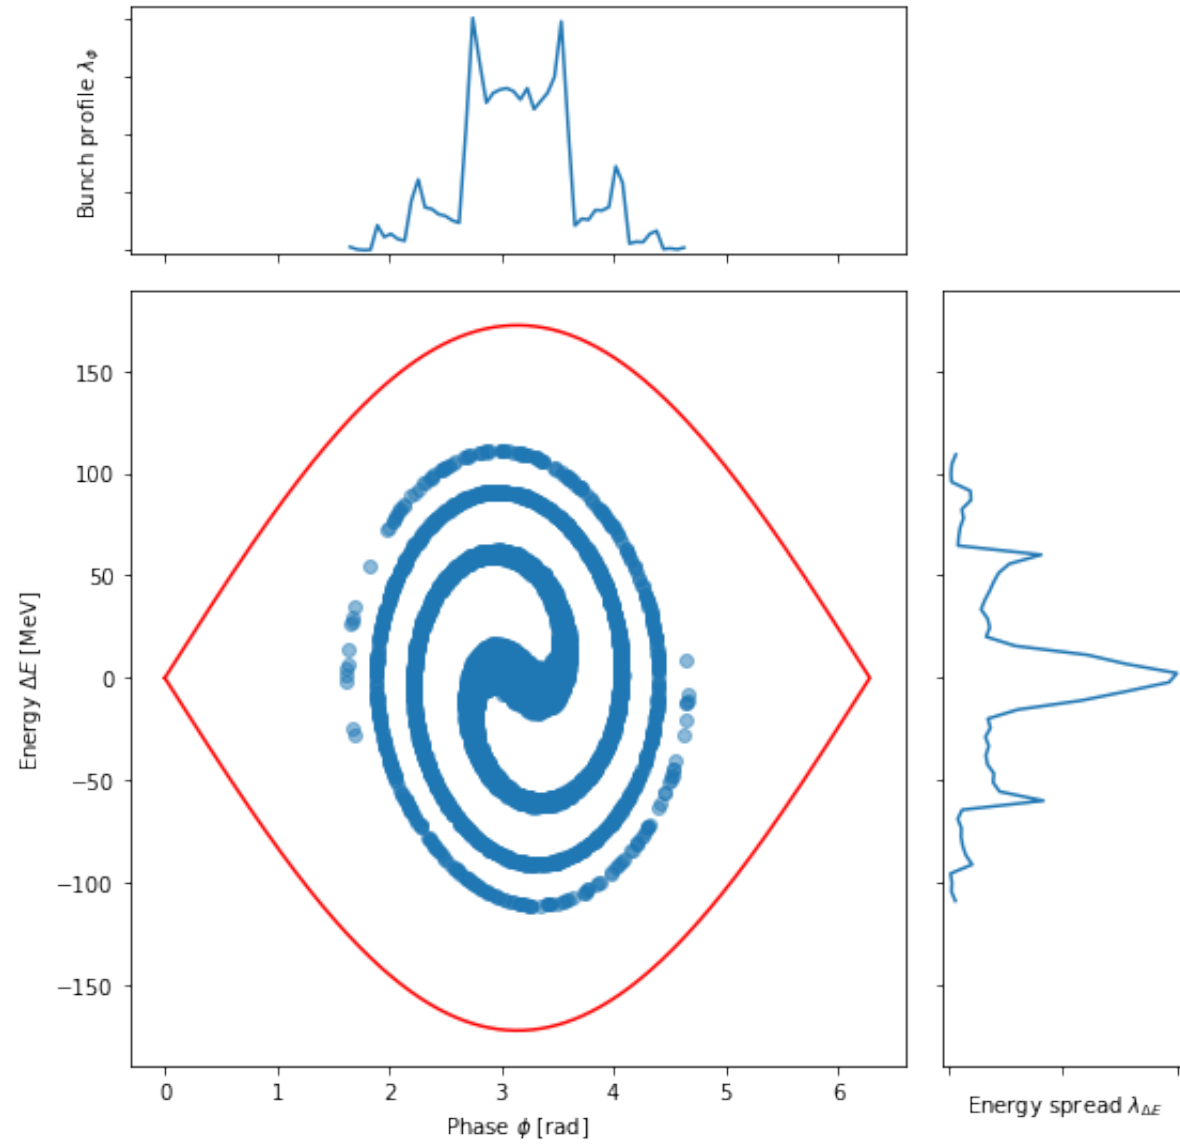 Bunch profile λ_Φ
150
100
50
0
−50
−100
−150
Energy ΔE [MeV]
0 1 2 3 4 5 6
Phase ϕ [rad]
Energy spread λ_ΔE